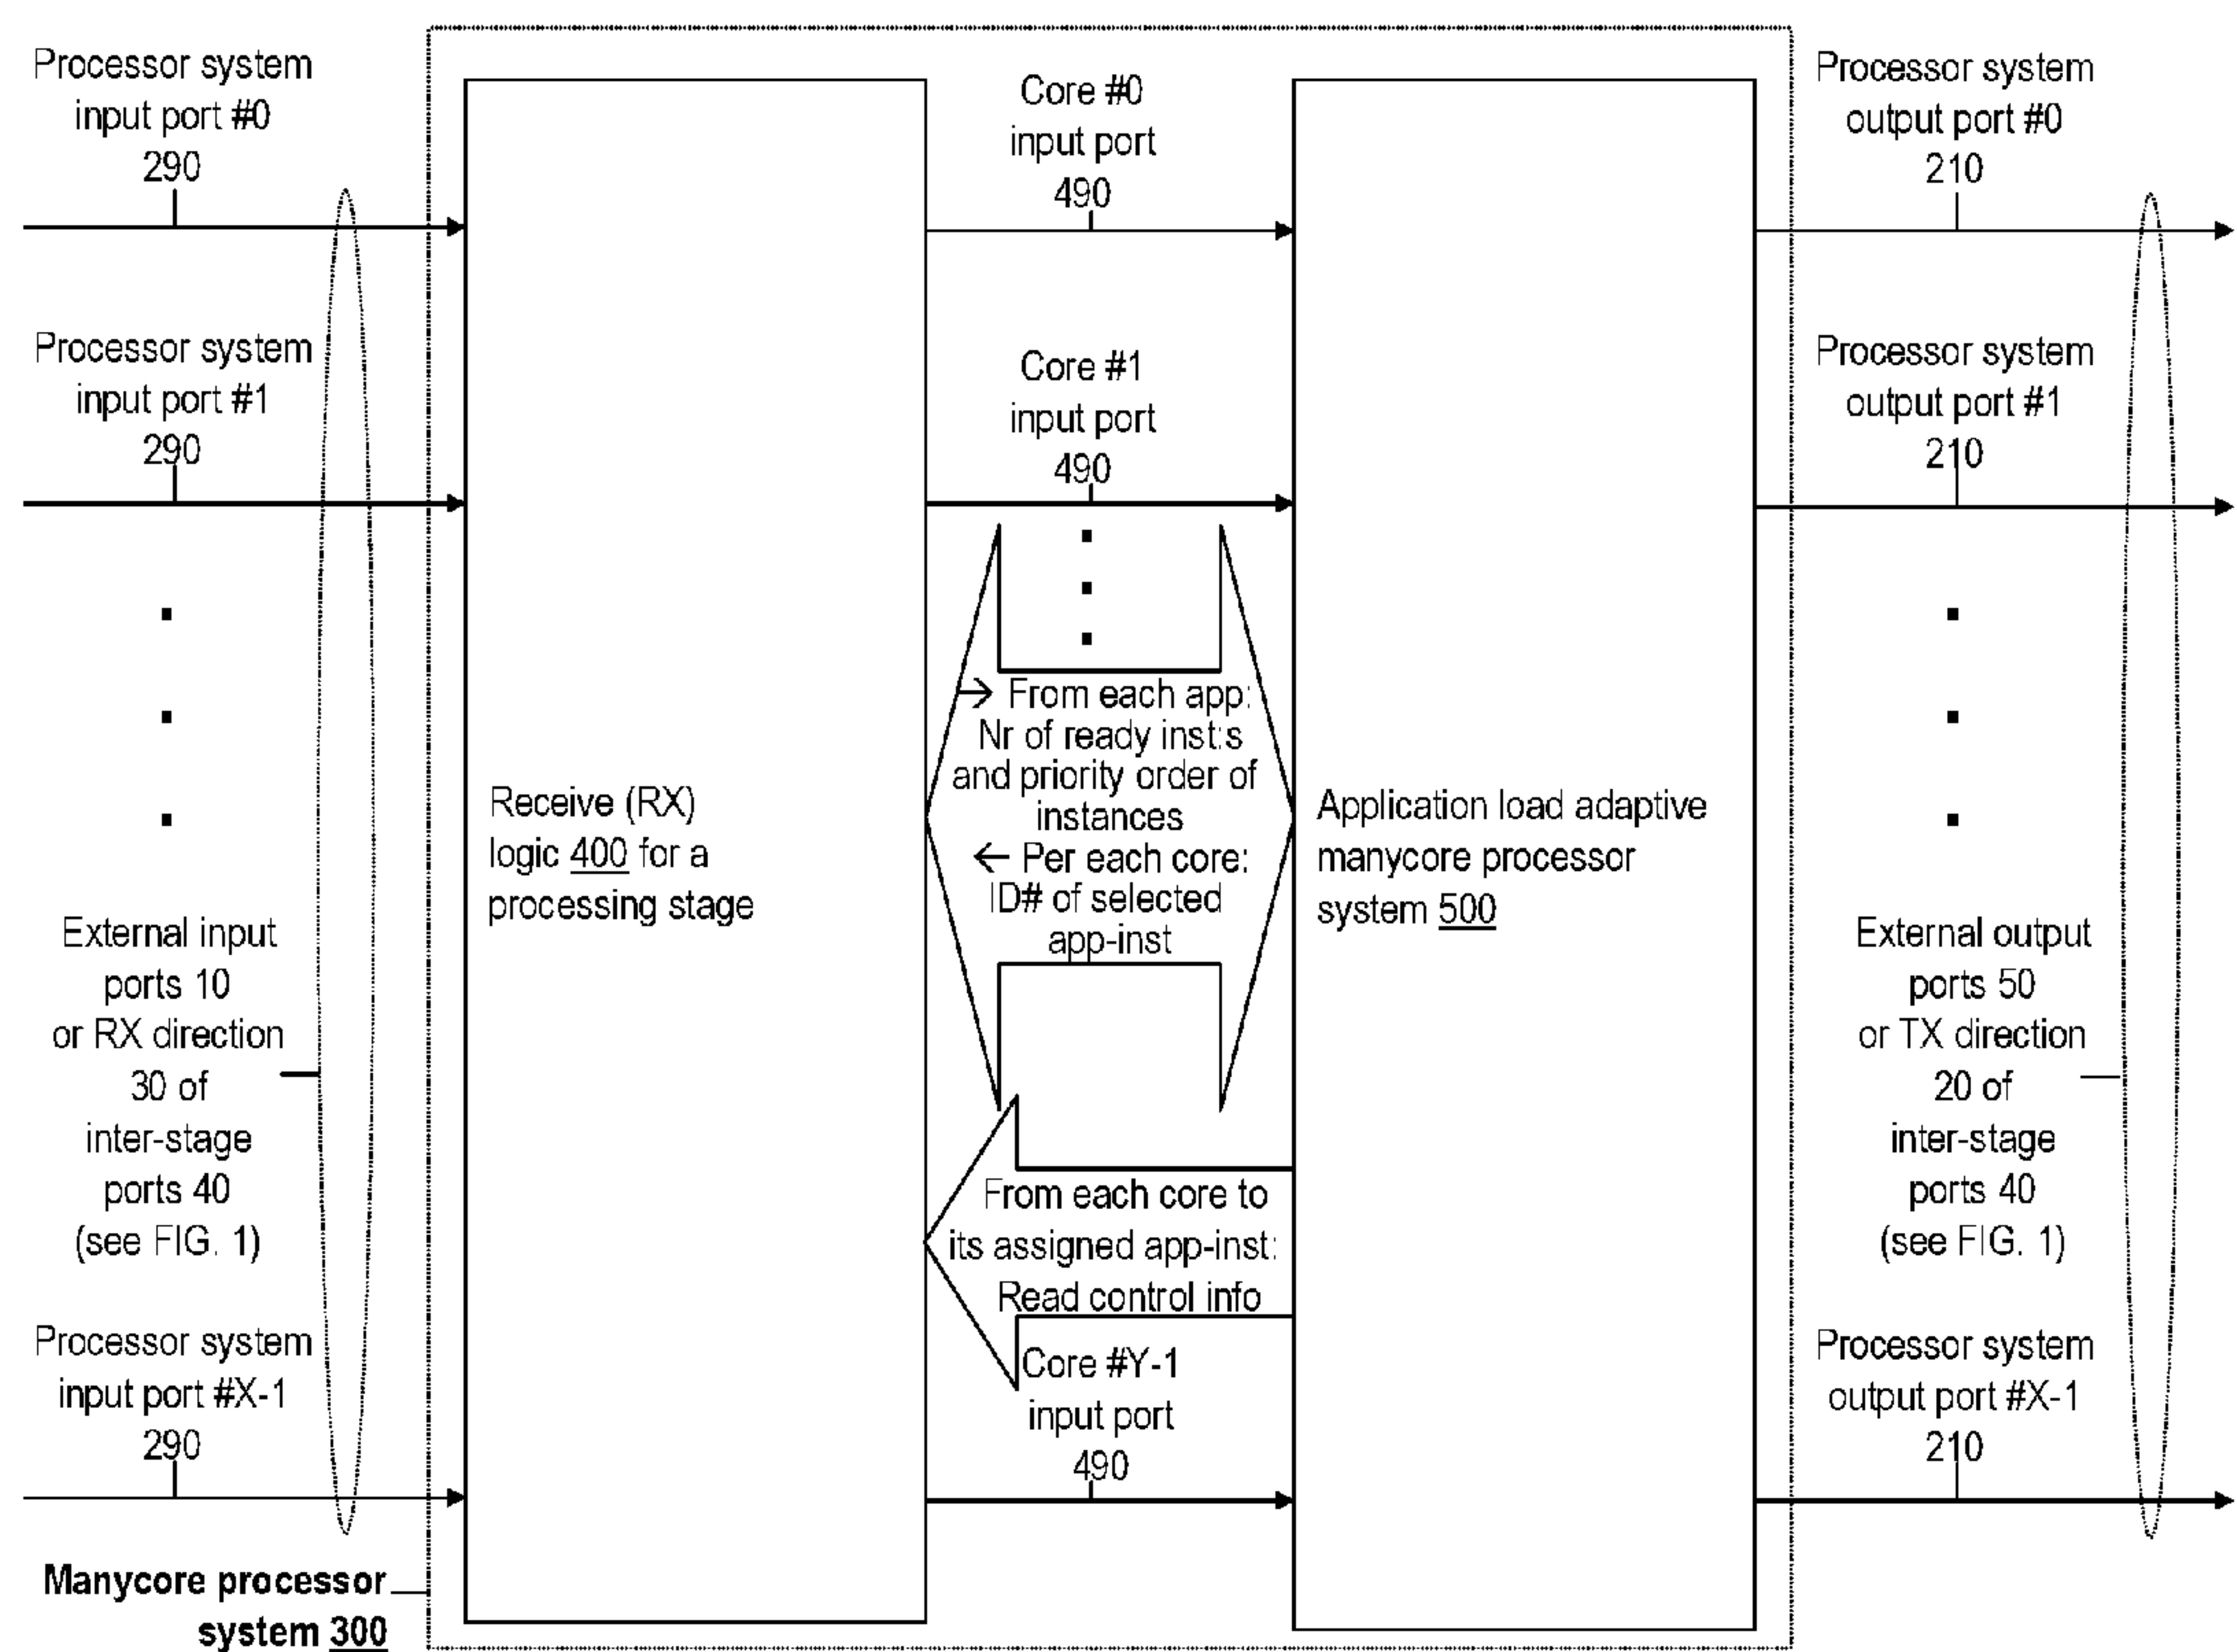 Processor system
input port #0
290
Processor system
input port #1
290
External input
ports 10
or RX direction
30 of
inter-stage
ports 40
(see FIG. 1)
Processor system
input port #X-1
290
Manycore processor
system 300
Receive (RX)
logic 400 for a
processing stage
Core #0
input port
490
Core #1
input port
490
→ From each app:
Nr of ready inst:s
and priority order of
instances
← Per each core:
ID# of selected
app-inst
From each core to
its assigned app-inst:
Read control info
Core #Y-1
input port
490
Application load adaptive
manycore processor
system 500
Processor system
output port #0
210
Processor system
output port #1
210
External output
ports 50
or TX direction
20 of
inter-stage
ports 40
(see FIG. 1)
Processor system
output port #X-1
210